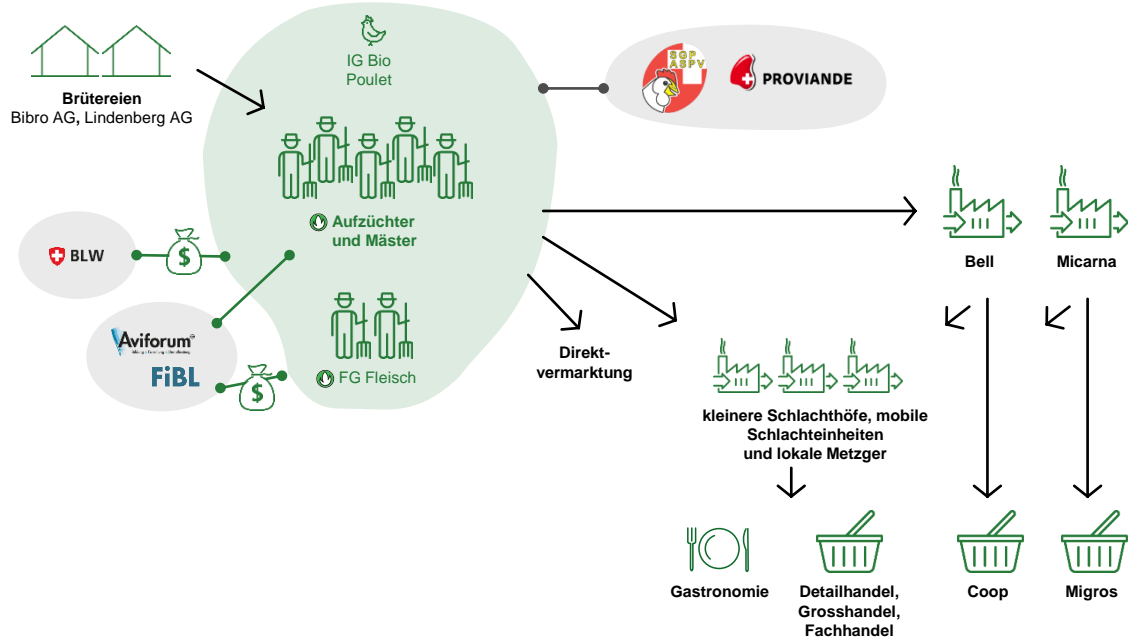 Brütereien
Bibro AG, Lindenberg AG
IG Bio
Poulet
SGP
ASPV
PROVIANDE
Aufzüchter
und Mäster
BLW
$
Aviforum
FiBL
$
FG Fleisch
Bell
Micarna
Direkt-
vermarktung
kleinere Schlachthöfe, mobile
Schlachteinheiten
und lokale Metzger
Gastronomie
Detailhandel,
Grosshandel,
Fachhandel
Coop
Migros